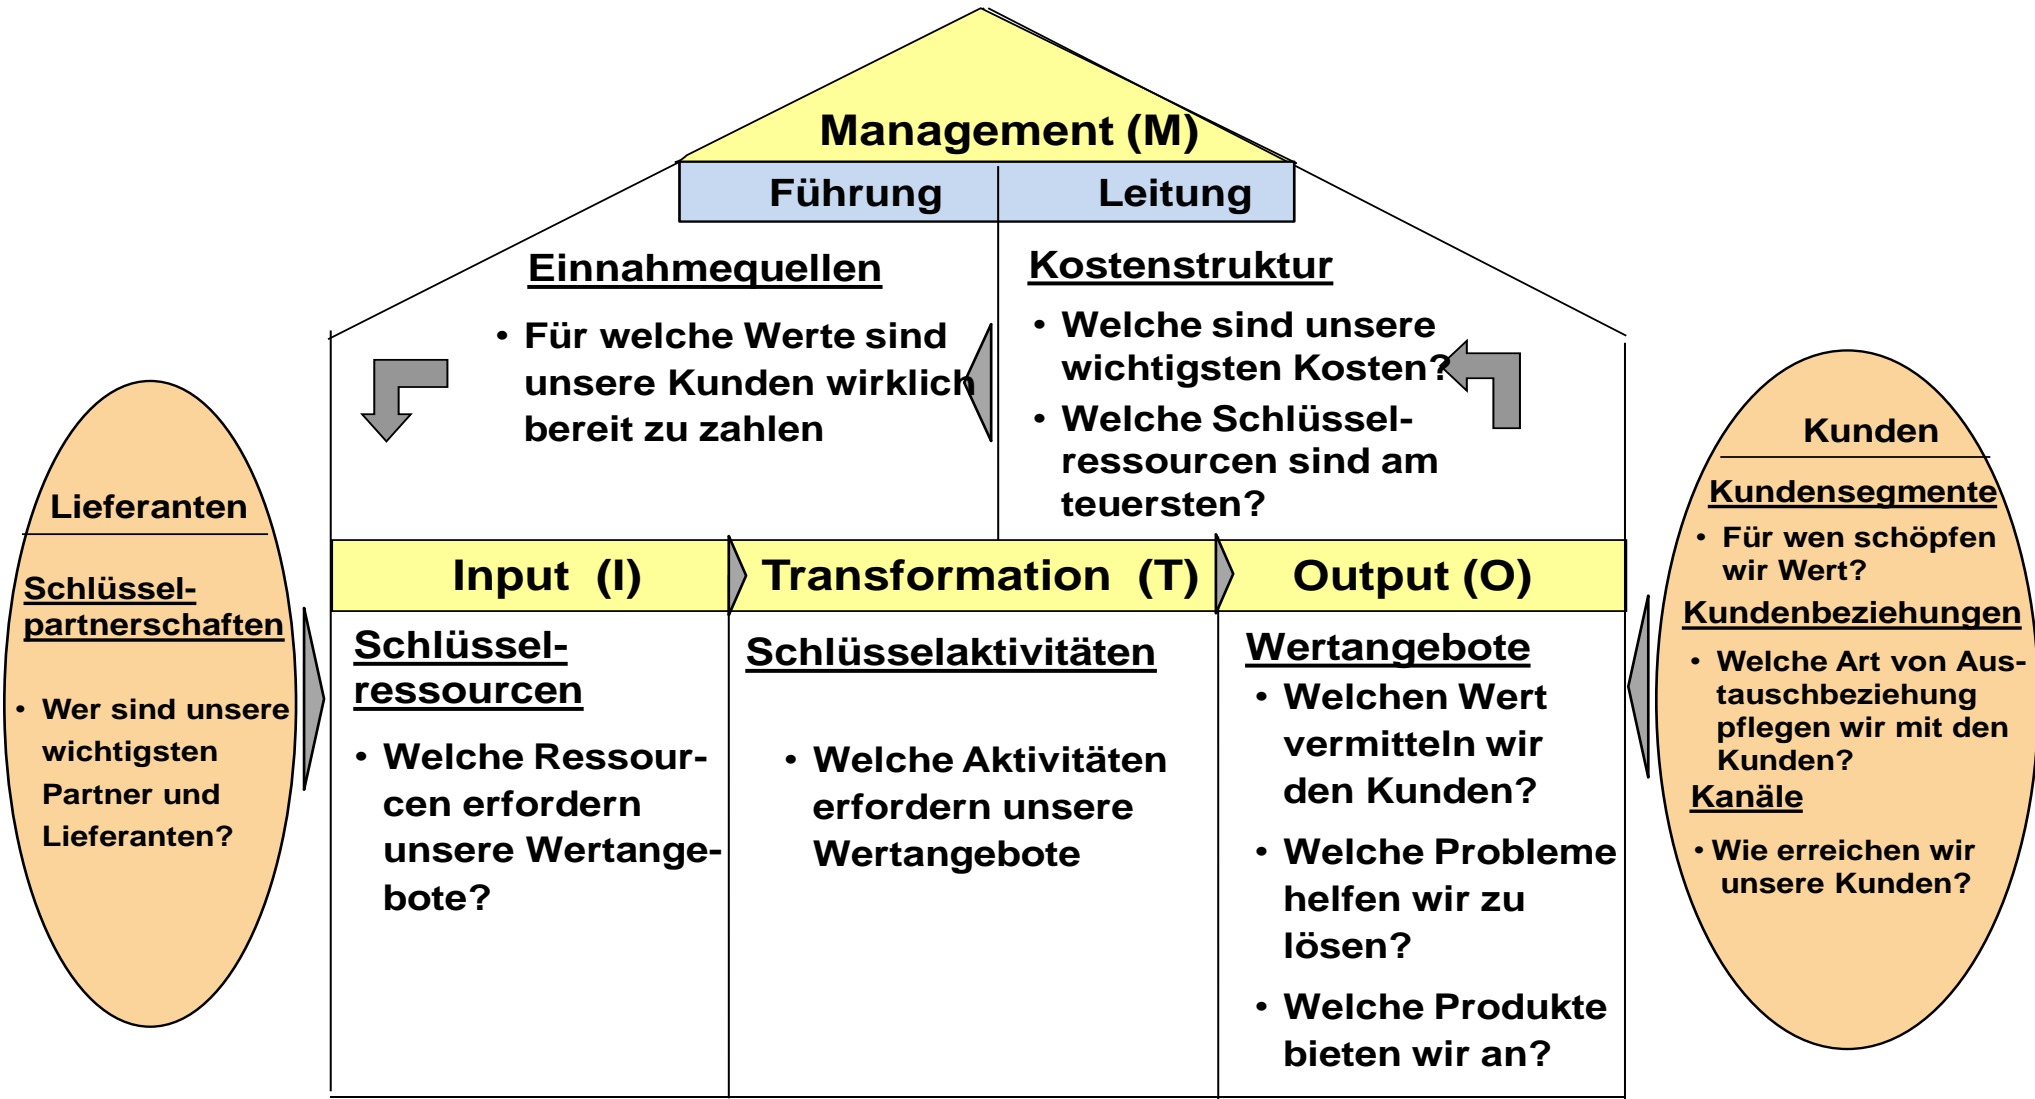 Management (M)
Führung
Leitung
Einnahmequellen
• Für welche Werte sind
unsere Kunden wirklich
bereit zu zahlen
Kostenstruktur
• Welche sind unsere
wichtigsten Kosten?
• Welche Schlüssel-
ressourcen sind am
teuersten?
Lieferanten
Schlüssel-
partnerschaften
• Wer sind unsere
wichtigsten
Partner und
Lieferanten?
Input (I)
Schlüssel-
ressourcen
• Welche Ressour-
cen erfordern
unsere Wertange-
bote?
Transformation (T)
Schlüsselaktivitäten
• Welche Aktivitäten
erfordern unsere
Wertangebote
Output (O)
Wertangebote
• Welchen Wert
vermitteln wir
den Kunden?
• Welche Probleme
helfen wir zu
lösen?
• Welche Produkte
bieten wir an?
Kunden
Kundensegmente
• Für wen schöpfen
wir Wert?
Kundenbeziehungen
• Welche Art von Aus-
tauschbeziehung
pflegen wir mit den
Kunden?
Kanäle
• Wie erreichen wir
unsere Kunden?